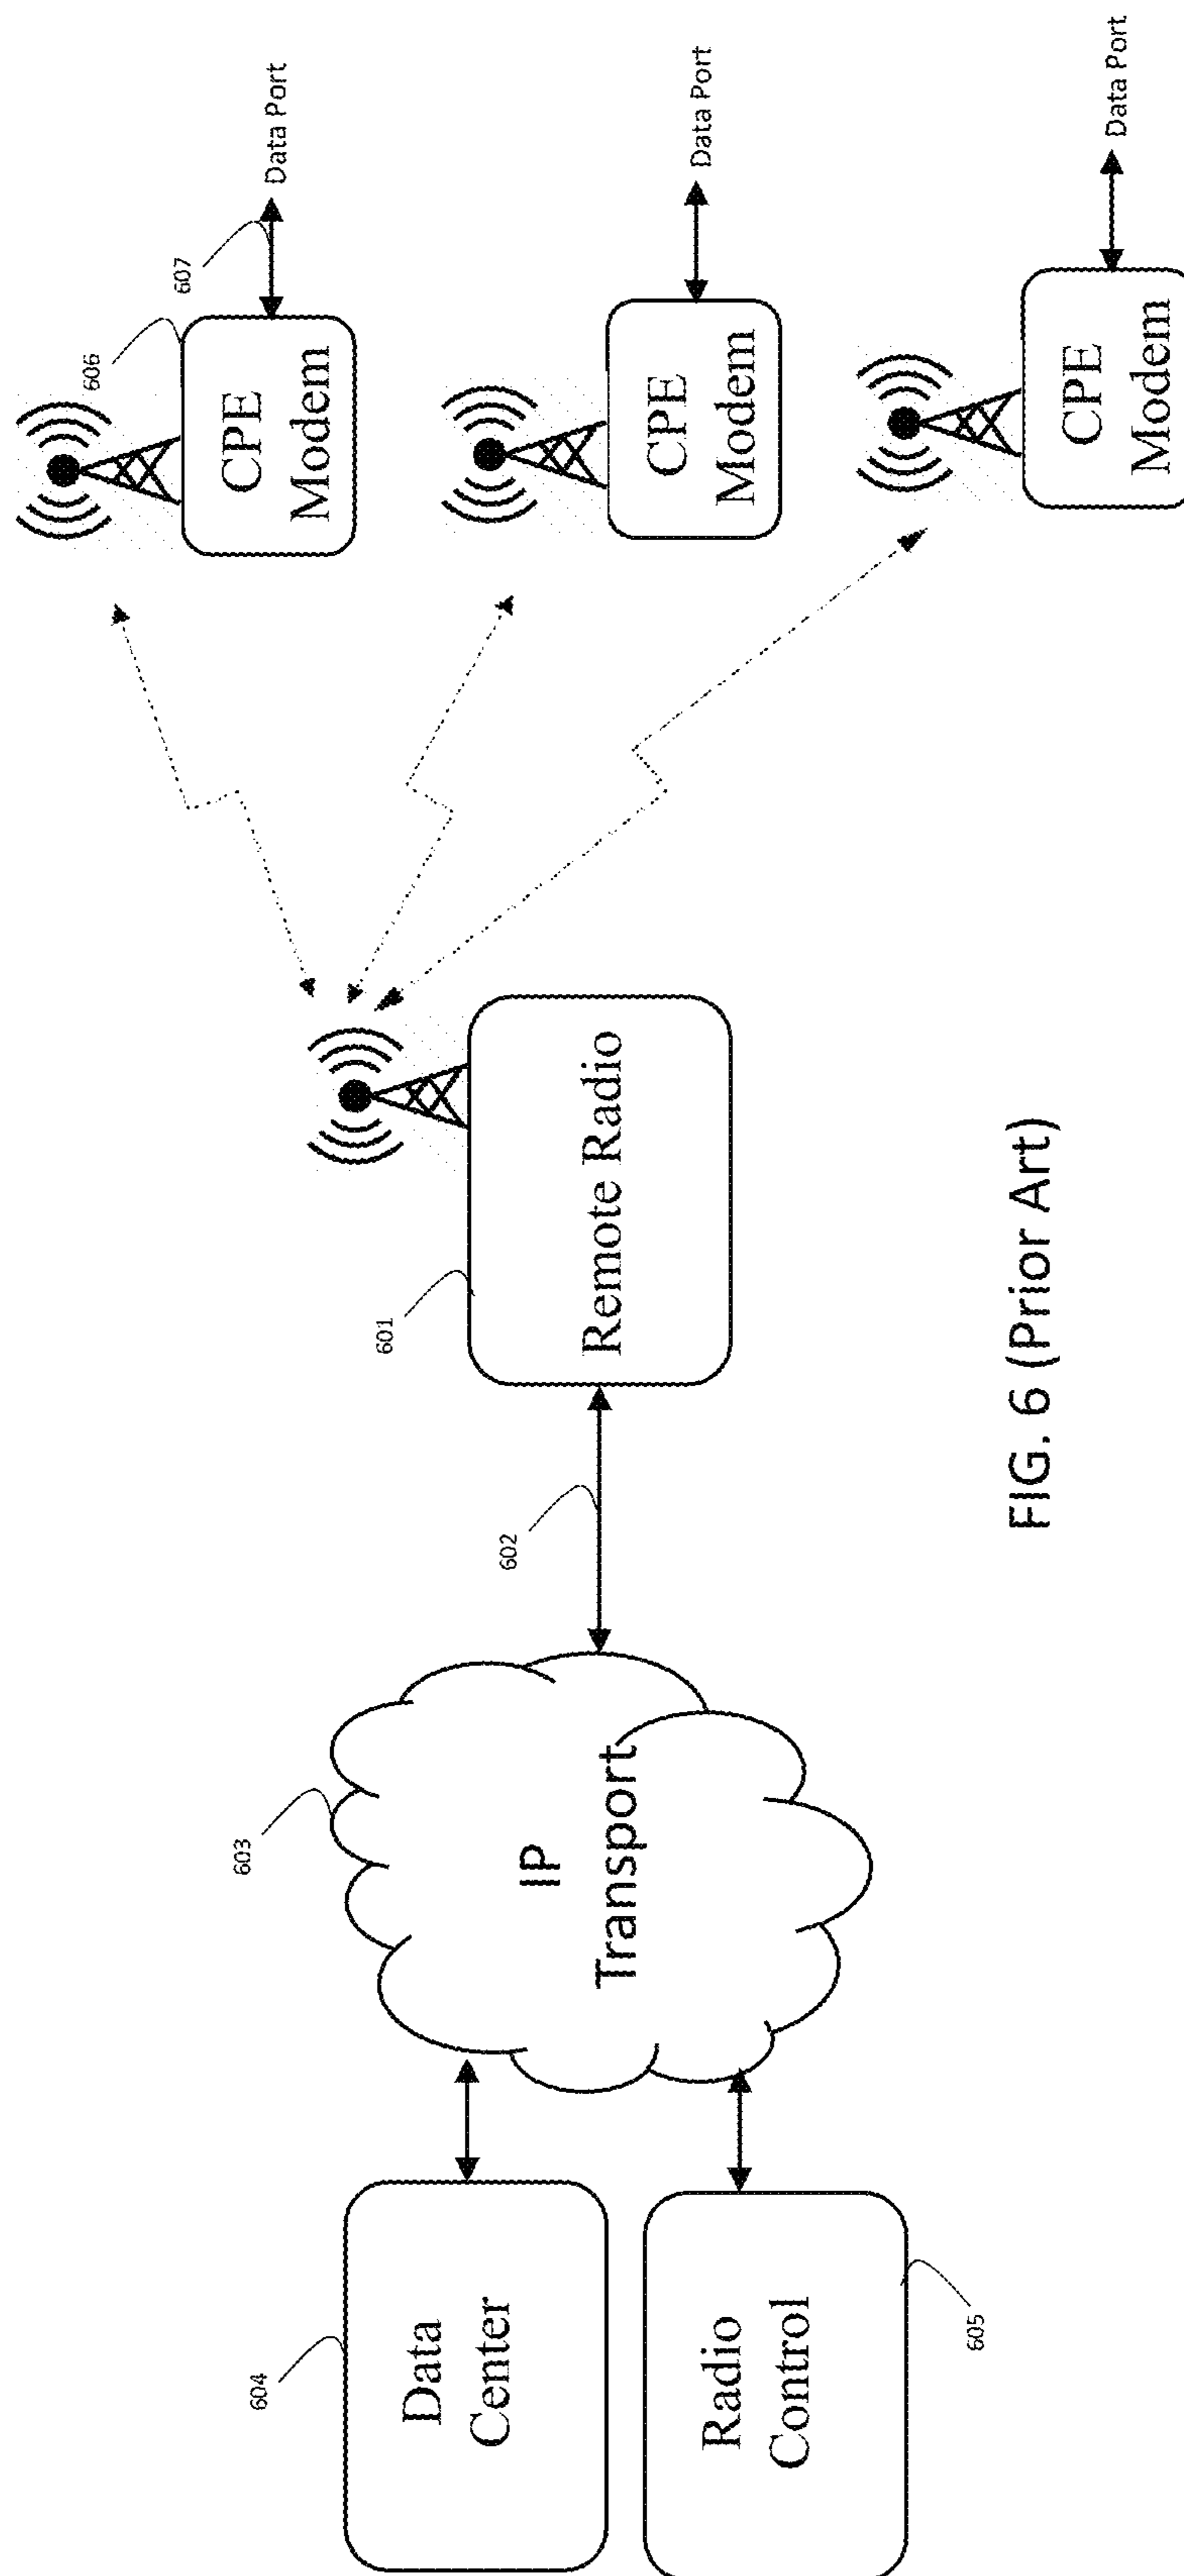 604
Data
Center
Radio
Control
605
603
IP
Transport
602
601
Remote Radio
606
607
CPE
Modem
Data Port
CPE
Modem
Data Port
CPE
Modem
Data Port
FIG. 6 (Prior Art)